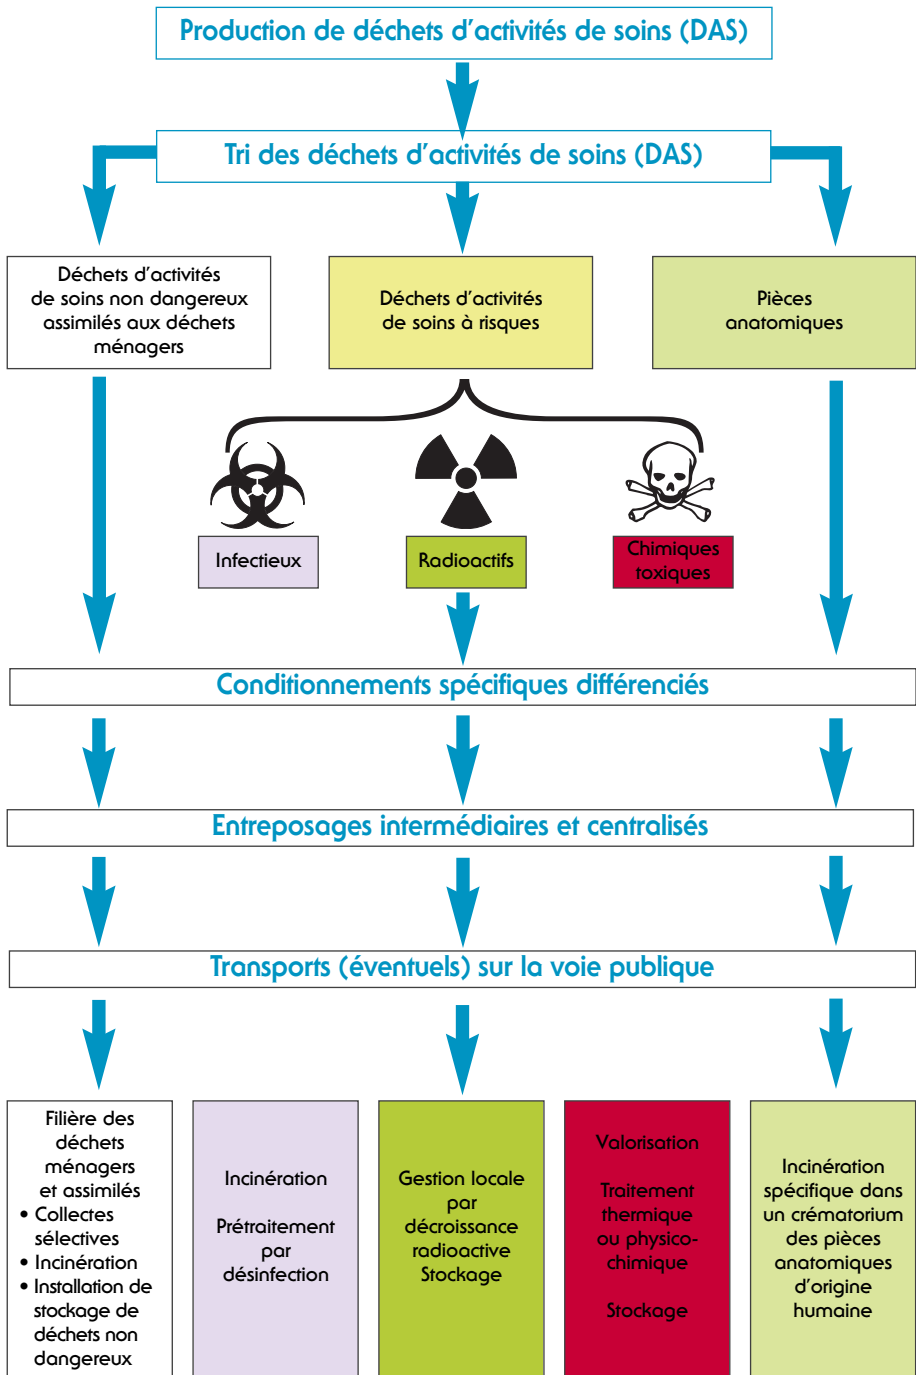 Production de déchets d'activités de soins (DAS)
Tri des déchets d'activités de soins (DAS)
Déchets d'activités
de soins non dangereux
assimilés aux déchets
ménagers
Déchets d'activités
de soins à risques
Pièces
anatomiques
Infectieux
Radioactifs
Chimiques
toxiques
Conditionnements spécifiques différenciés
Entreposages intermédiaires et centralisés
Transports (éventuels) sur la voie publique
Filière des
déchets
ménagers
et assimilés
• Collectes
sélectives
• Incinération
• Installation de
stockage de
déchets non
dangereux
Incinération
Prétraitement
par
désinfection
Gestion locale
par
décroissance
radioactive
Stockage
Valorisation
Traitement
thermique
ou physico-
chimique
Stockage
Incinération
spécifique dans
un crématorium
des pièces
anatomiques
d'origine
humaine